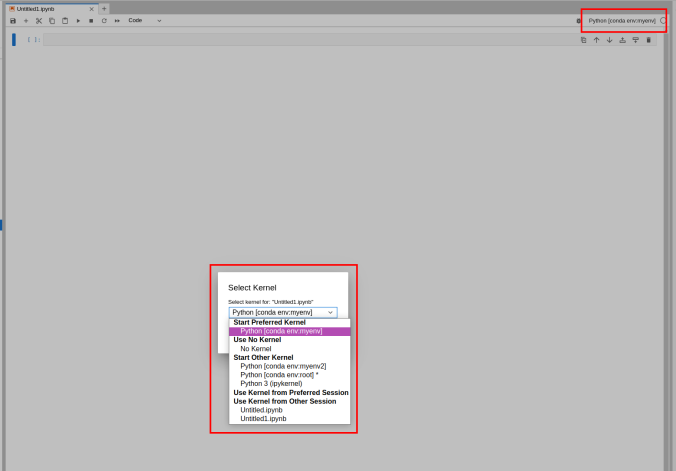 Untitled1.ipynb
Code
Python [conda env:myenv]
[ ]:
Select Kernel
Select kernel for: "Untitled1.ipynb"
Python [conda env:myenv]
Start Preferred Kernel
Python [conda env:myenv]
Use No Kernel
No Kernel
Start Other Kernel
Python [conda env:myenv2]
Python [conda env:root] *
Python 3 (ipykernel)
Use Kernel from Preferred Session
Use Kernel from Other Session
Untitled.ipynb
Untitled1.ipynb